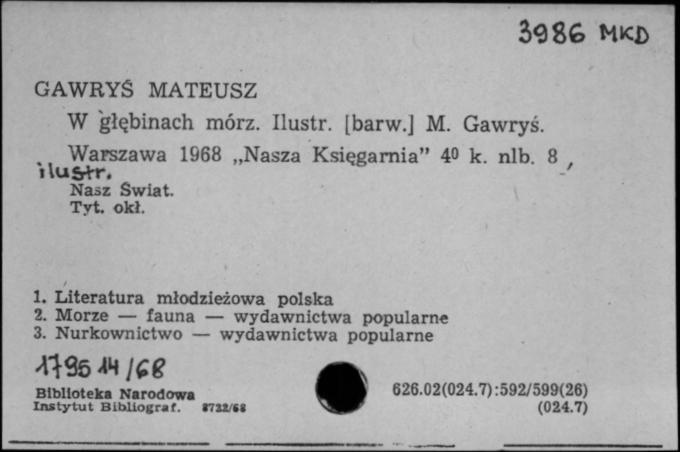 3986 MKD
GAWRYŚ MATEUSZ
W głębinach mórz. Ilustr. [barw.] M. Gawryś.
Warszawa 1968 „Nasza Księgarnia” 4⁰ k. nlb. 8,
ilustr.
Nasz Świat.
Tyt. okł.
1. Literatura młodzieżowa polska
2. Morze — fauna — wydawnictwa popularne
3. Nurkownictwo — wydawnictwa popularne
179514/68
Biblioteka Narodowa
Instytut Bibliograf. 8722/68
626.02(024.7):592/599(26)
(024.7)